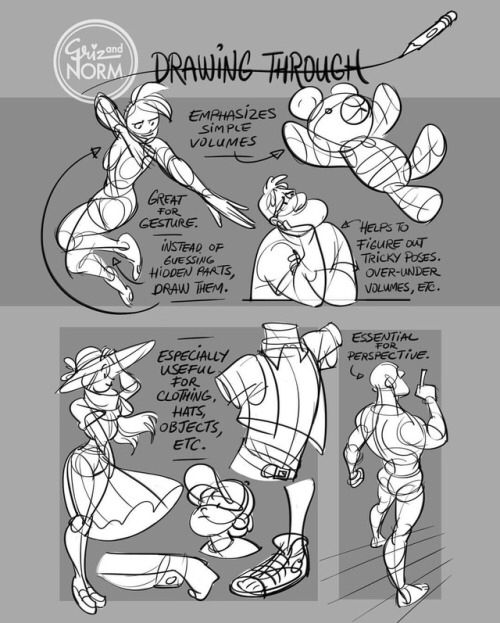 Griz and
NORM
DRAWING THROUGH
EMPHASIZES
SIMPLE
VOLUMES
GREAT
FOR
GESTURE.
INSTEAD OF
GUESSING
HIDDEN PARTS,
DRAW THEM.
HELPS TO
FIGURE OUT
TRICKY POSES.
OVER-UNDER
VOLUMES, ETC.
ESPECIALLY
USEFUL
FOR
CLOTHING,
HATS,
OBJECTS,
ETC.
ESSENTIAL
FOR
PERSPECTIVE.